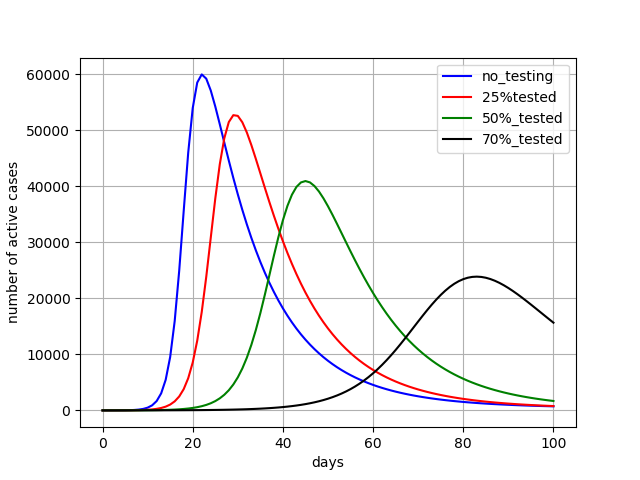 60000
50000
40000
30000
20000
10000
0
number of active cases
0 20 40 60 80 100
days
no_testing
25%tested
50%_tested
70%_tested